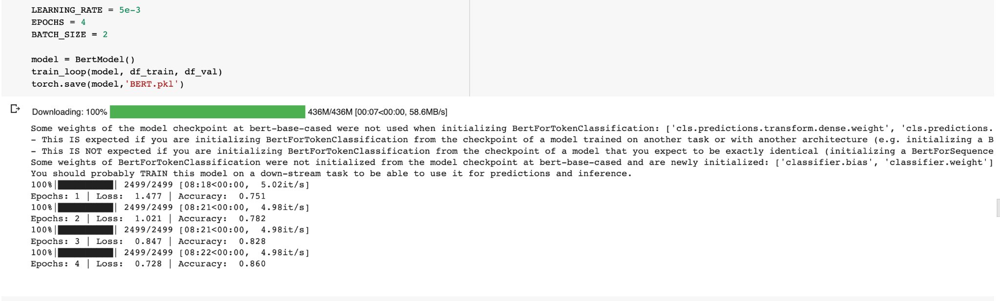 LEARNING_RATE = 5e-3
EPOCHS = 4
BATCH_SIZE = 2
model = BertModel()
train_loop(model, df_train, df_val)
torch.save(model,'BERT.pkl')
Downloading: 100% 436M/436M [00:07<00:00, 58.6MB/s]
Some weights of the model checkpoint at bert-base-cased were not used when initializing BertForTokenClassification: ['cls.predictions.transform.dense.weight', 'cls.predictions.
- This IS expected if you are initializing BertForTokenClassification from the checkpoint of a model trained on another task or with another architecture (e.g. initializing a B
- This IS NOT expected if you are initializing BertForTokenClassification from the checkpoint of a model that you expect to be exactly identical (initializing a BertForSequence
Some weights of BertForTokenClassification were not initialized from the model checkpoint at bert-base-cased and are newly initialized: ['classifier.bias', 'classifier.weight']
You should probably TRAIN this model on a down-stream task to be able to use it for predictions and inference.
100%|██████████| 2499/2499 [08:18<00:00,  5.02it/s]
Epochs: 1 | Loss:  1.477 | Accuracy:  0.751
100%|██████████| 2499/2499 [08:21<00:00,  4.98it/s]
Epochs: 2 | Loss:  1.021 | Accuracy:  0.782
100%|██████████| 2499/2499 [08:21<00:00,  4.98it/s]
Epochs: 3 | Loss:  0.847 | Accuracy:  0.828
100%|██████████| 2499/2499 [08:22<00:00,  4.98it/s]
Epochs: 4 | Loss:  0.728 | Accuracy:  0.860